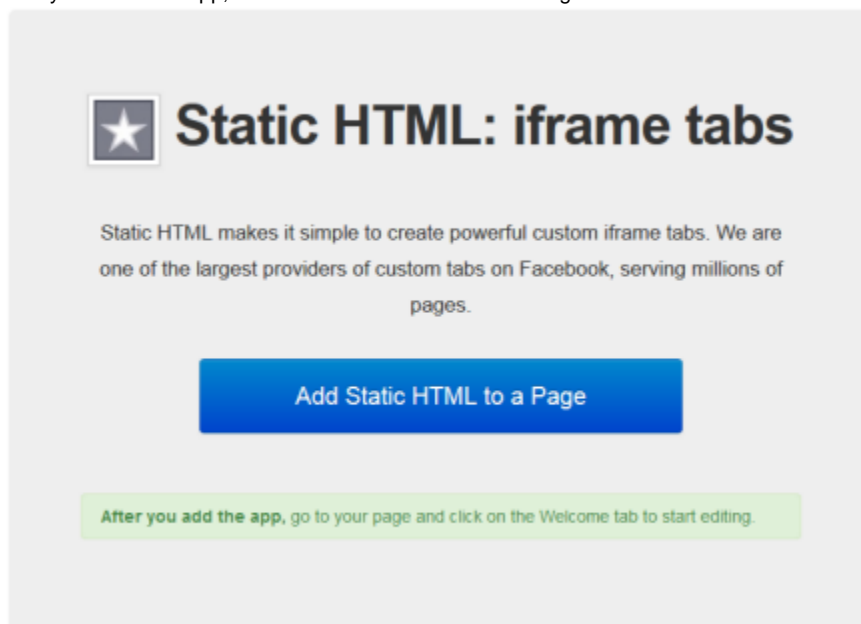 Static HTML: iframe tabs
Static HTML makes it simple to create powerful custom iframe tabs. We are
one of the largest providers of custom tabs on Facebook, serving millions of
pages.
Add Static HTML to a Page
After you add the app, go to your page and click on the Welcome tab to start editing.